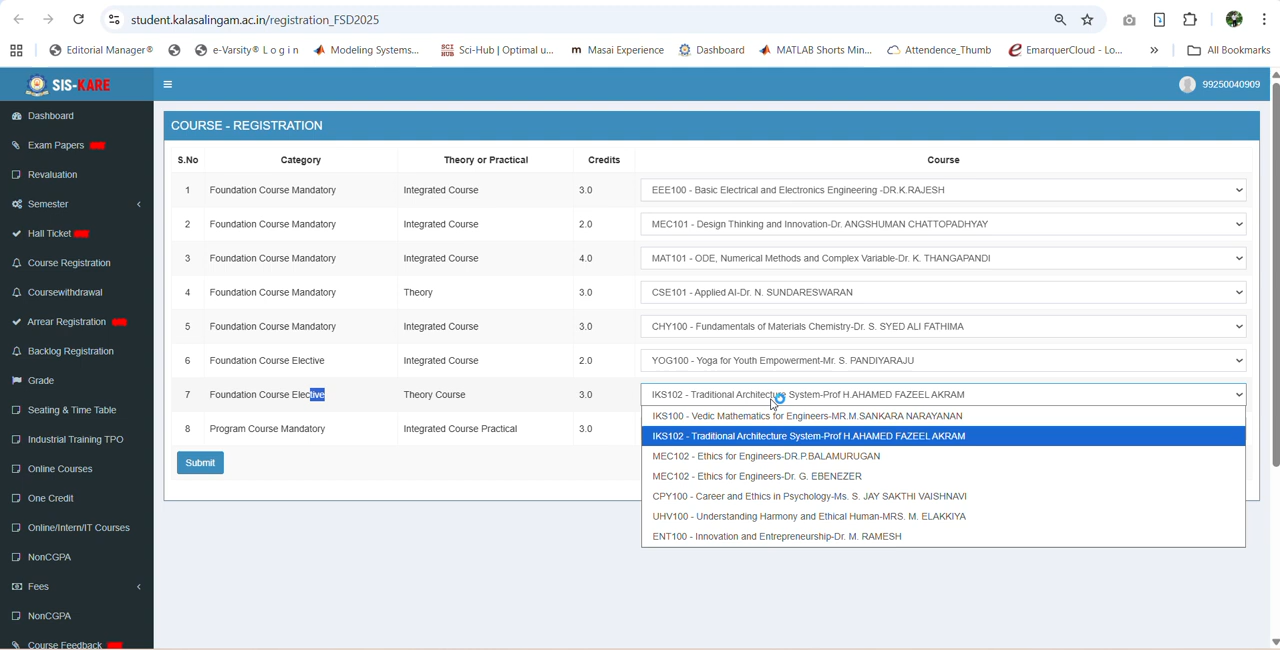 student.kalasalingam.ac.in/registration_FSD2025
Editorial Manager®
e-Varsity® L o g i n
Modeling Systems...
SCI HUB
Sci-Hub | Optimal u...
m Masai Experience
Dashboard
MATLAB Shorts Min...
Attendence_Thumb
EmarquerCloud - Lo...
»
All Bookmarks
SIS-KARE
99250040909
Dashboard
Exam Papers
Revaluation
Semester
Hall Ticket
Course Registration
Coursewithdrawal
Arrear Registration
Backlog Registration
Grade
Seating & Time Table
Industrial Training TPO
Online Courses
One Credit
Online/Intern/IT Courses
NonCGPA
Fees
NonCGPA
Course Feedback
COURSE - REGISTRATION
S.No Category Theory or Practical Credits Course
1 Foundation Course Mandatory Integrated Course 3.0 EEE100 - Basic Electrical and Electronics Engineering -DR.K.RAJESH
2 Foundation Course Mandatory Integrated Course 2.0 MEC101 - Design Thinking and Innovation-Dr. ANGSHUMAN CHATTOPADHYAY
3 Foundation Course Mandatory Integrated Course 4.0 MAT101 - ODE, Numerical Methods and Complex Variable-Dr. K. THANGAPANDI
4 Foundation Course Mandatory Theory 3.0 CSE101 - Applied AI-Dr. N. SUNDARESWARAN
5 Foundation Course Mandatory Integrated Course 3.0 CHY100 - Fundamentals of Materials Chemistry-Dr. S. SYED ALI FATHIMA
6 Foundation Course Elective Integrated Course 2.0 YOG100 - Yoga for Youth Empowerment-Mr. S. PANDIYARAJU
7 Foundation Course Elective Theory Course 3.0 IKS102 - Traditional Architecture System-Prof H.AHAMED FAZEEL AKRAM
IKS100 - Vedic Mathematics for Engineers-MR.M.SANKARA NARAYANAN
8 Program Course Mandatory Integrated Course Practical 3.0
IKS102 - Traditional Architecture System-Prof H.AHAMED FAZEEL AKRAM
MEC102 - Ethics for Engineers-DR.P.BALAMURUGAN
Submit
MEC102 - Ethics for Engineers-Dr. G. EBENEZER
CPY100 - Career and Ethics in Psychology-Ms. S. JAY SAKTHI VAISHNAVI
UHV100 - Understanding Harmony and Ethical Human-MRS. M. ELAKKIYA
ENT100 - Innovation and Entrepreneurship-Dr. M. RAMESH